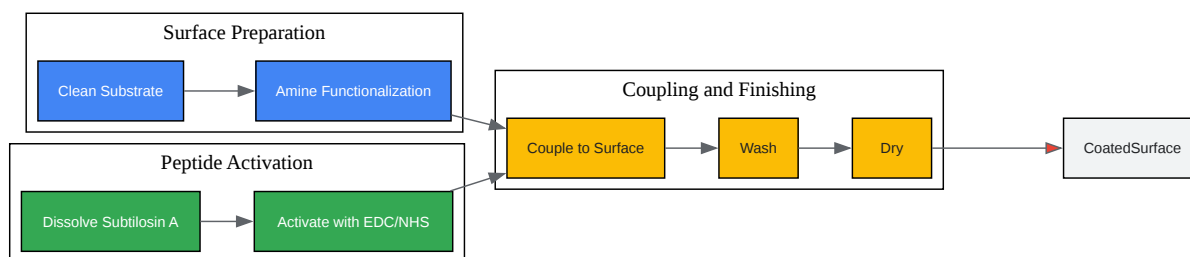 Surface Preparation
Clean Substrate
Amine Functionalization
Peptide Activation
Dissolve Subtilosin A
Activate with EDC/NHS
Coupling and Finishing
Couple to Surface
Wash
Dry
CoatedSurface